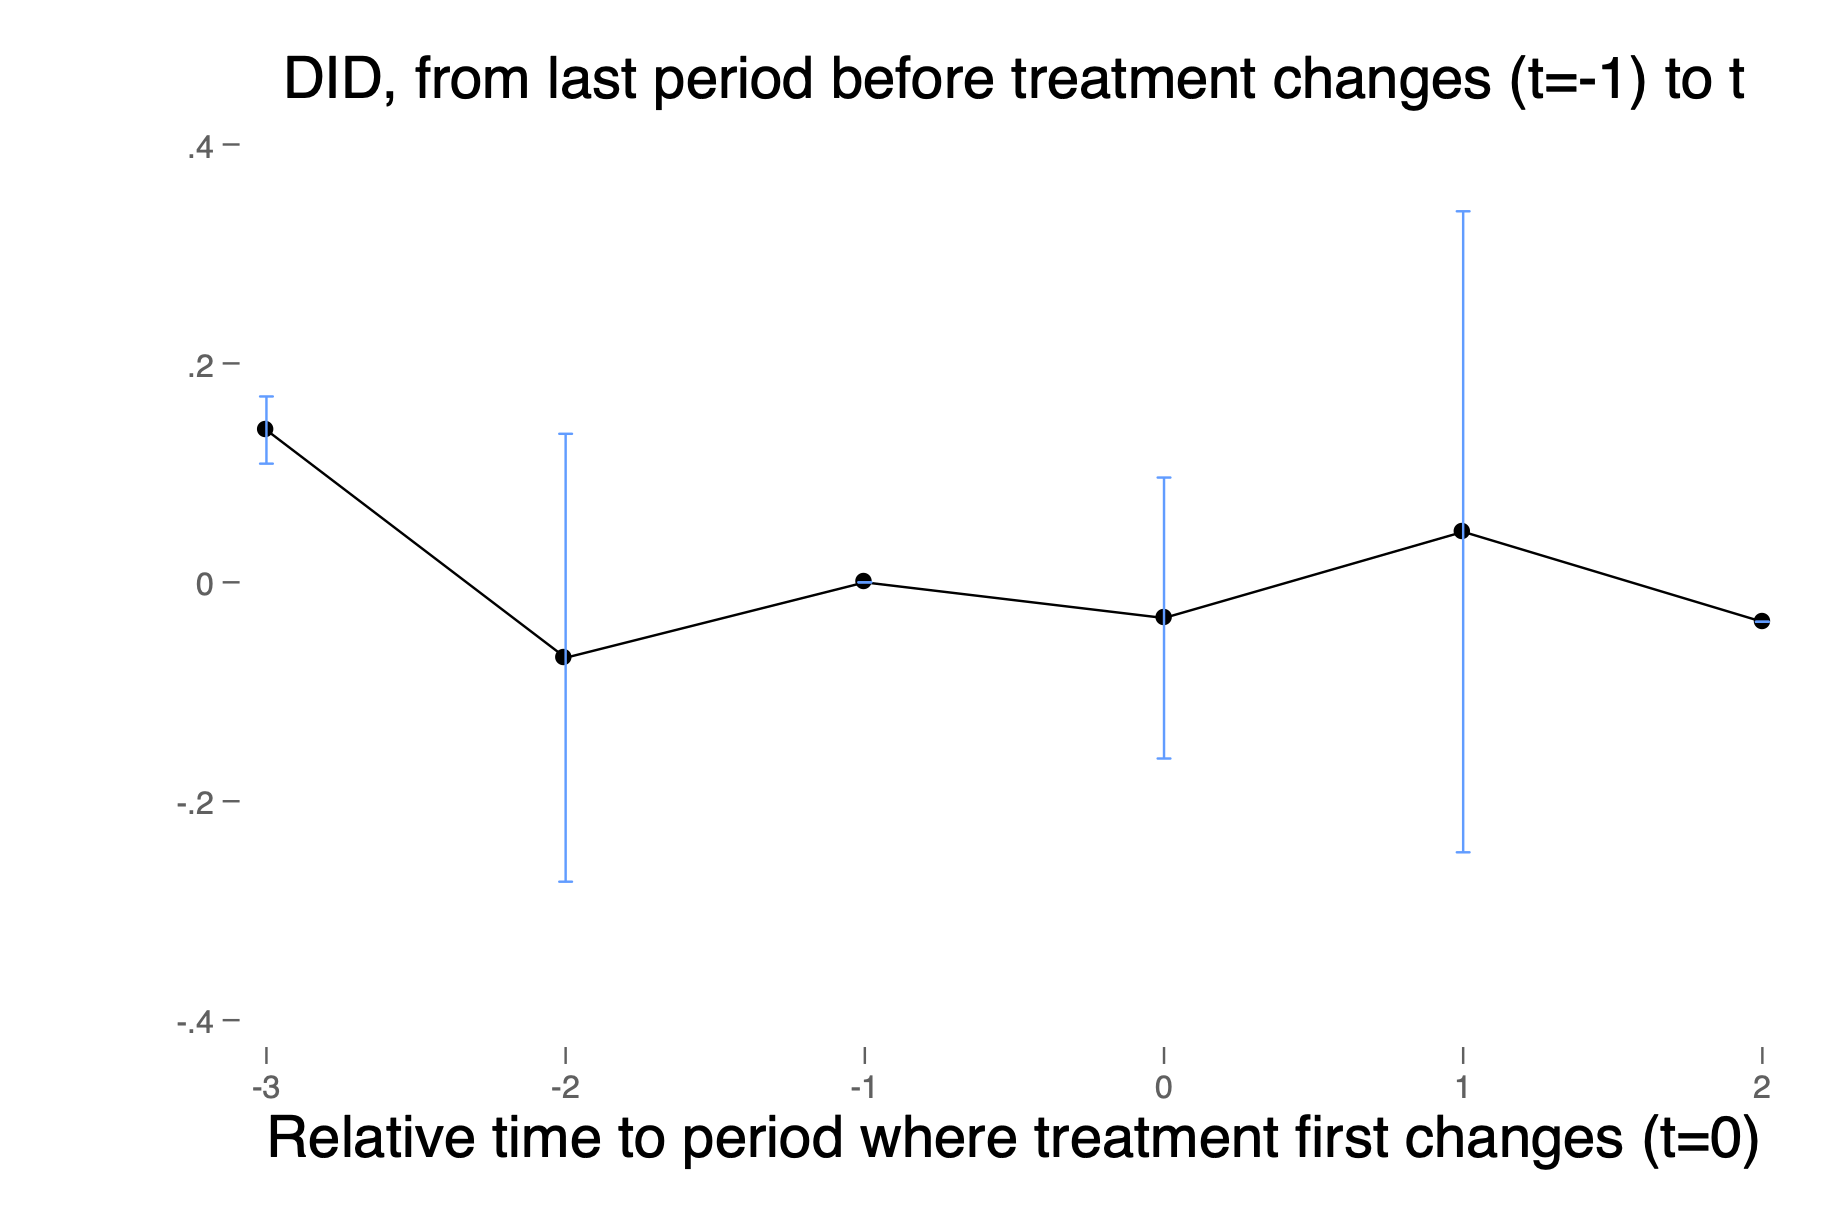 DID, from last period before treatment changes (t=-1) to t
.4
.2
0
-.2
-.4
-3 -2 -1 0 1 2
Relative time to period where treatment first changes (t=0)